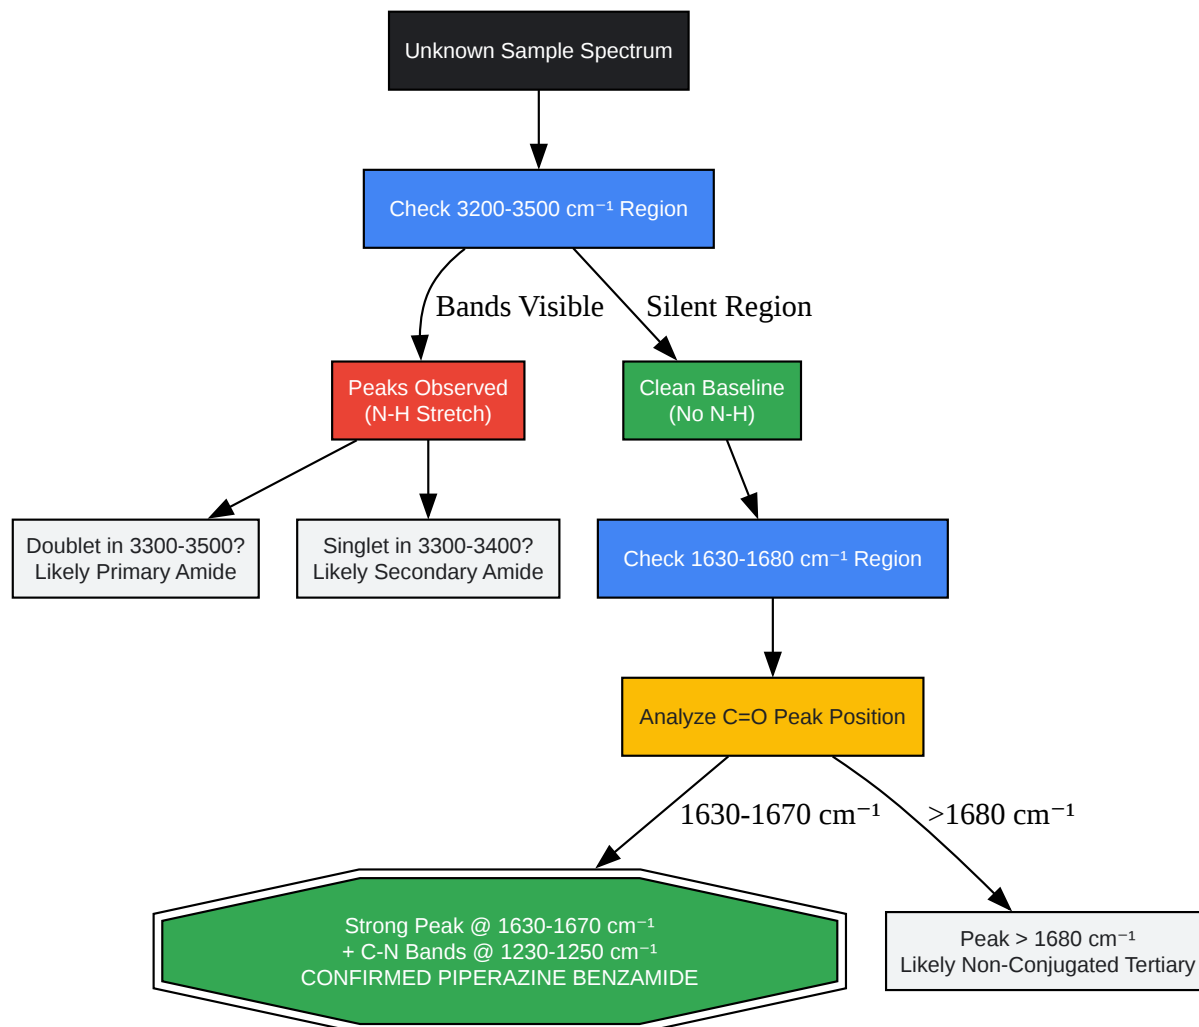 Unknown Sample Spectrum
Check 3200-3500 cm⁻¹ Region
Bands Visible
Silent Region
Peaks Observed
(N-H Stretch)
Clean Baseline
(No N-H)
Doublet in 3300-3500?
Likely Primary Amide
Singlet in 3300-3400?
Likely Secondary Amide
Check 1630-1680 cm⁻¹ Region
Analyze C=O Peak Position
1630-1670 cm⁻¹
>1680 cm⁻¹
Strong Peak @ 1630-1670 cm⁻¹
+ C-N Bands @ 1230-1250 cm⁻¹
CONFIRMED PIPERAZINE BENZAMIDE
Peak > 1680 cm⁻¹
Likely Non-Conjugated Tertiary